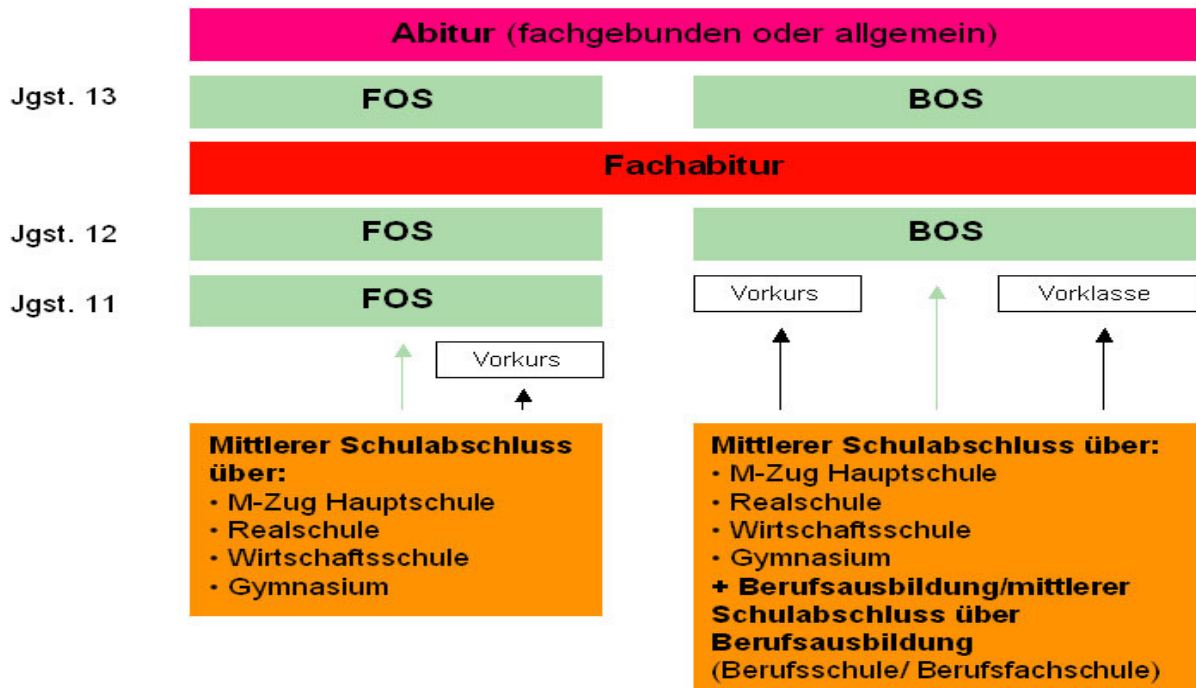 Abitur (fachgebunden oder allgemein)
Jgst. 13
FOS
BOS
Fachabitur
Jgst. 12
FOS
BOS
Jgst. 11
FOS
Vorkurs
Vorklasse
Vorkurs
Mittlerer Schulabschluss
über:
• M-Zug Hauptschule
• Realschule
• Wirtschaftsschule
• Gymnasium
Mittlerer Schulabschluss über:
• M-Zug Hauptschule
• Realschule
• Wirtschaftsschule
• Gymnasium
+ Berufsausbildung/mittlerer
Schulabschluss über
Berufsausbildung
(Berufsschule/ Berufsfachschule)